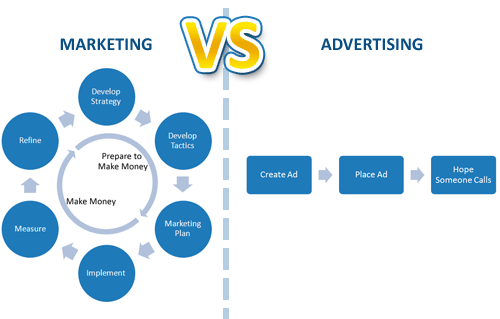 MARKETING
VS
ADVERTISING
Develop
Strategy
Develop
Tactics
Marketing
Plan
Implement
Measure
Refine
Prepare to
Make Money
Make Money
Create Ad
Place Ad
Hope
Someone Calls